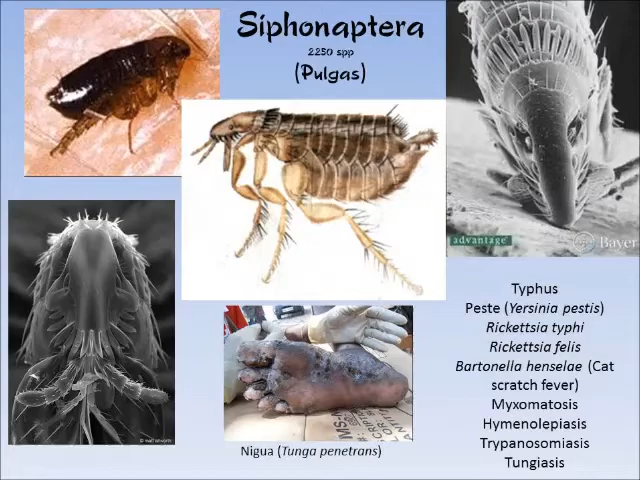 Siphonaptera
2250 spp
(Pulgas)
advantage
Bayer
Typhus
Peste (Yersinia pestis)
Rickettsia typhi
Rickettsia felis
Bartonella henselae (Cat
scratch fever)
Myxomatosis
Hymenolepiasis
Trypanosomiasis
Tungiasis
Nigua (Tunga penetrans)